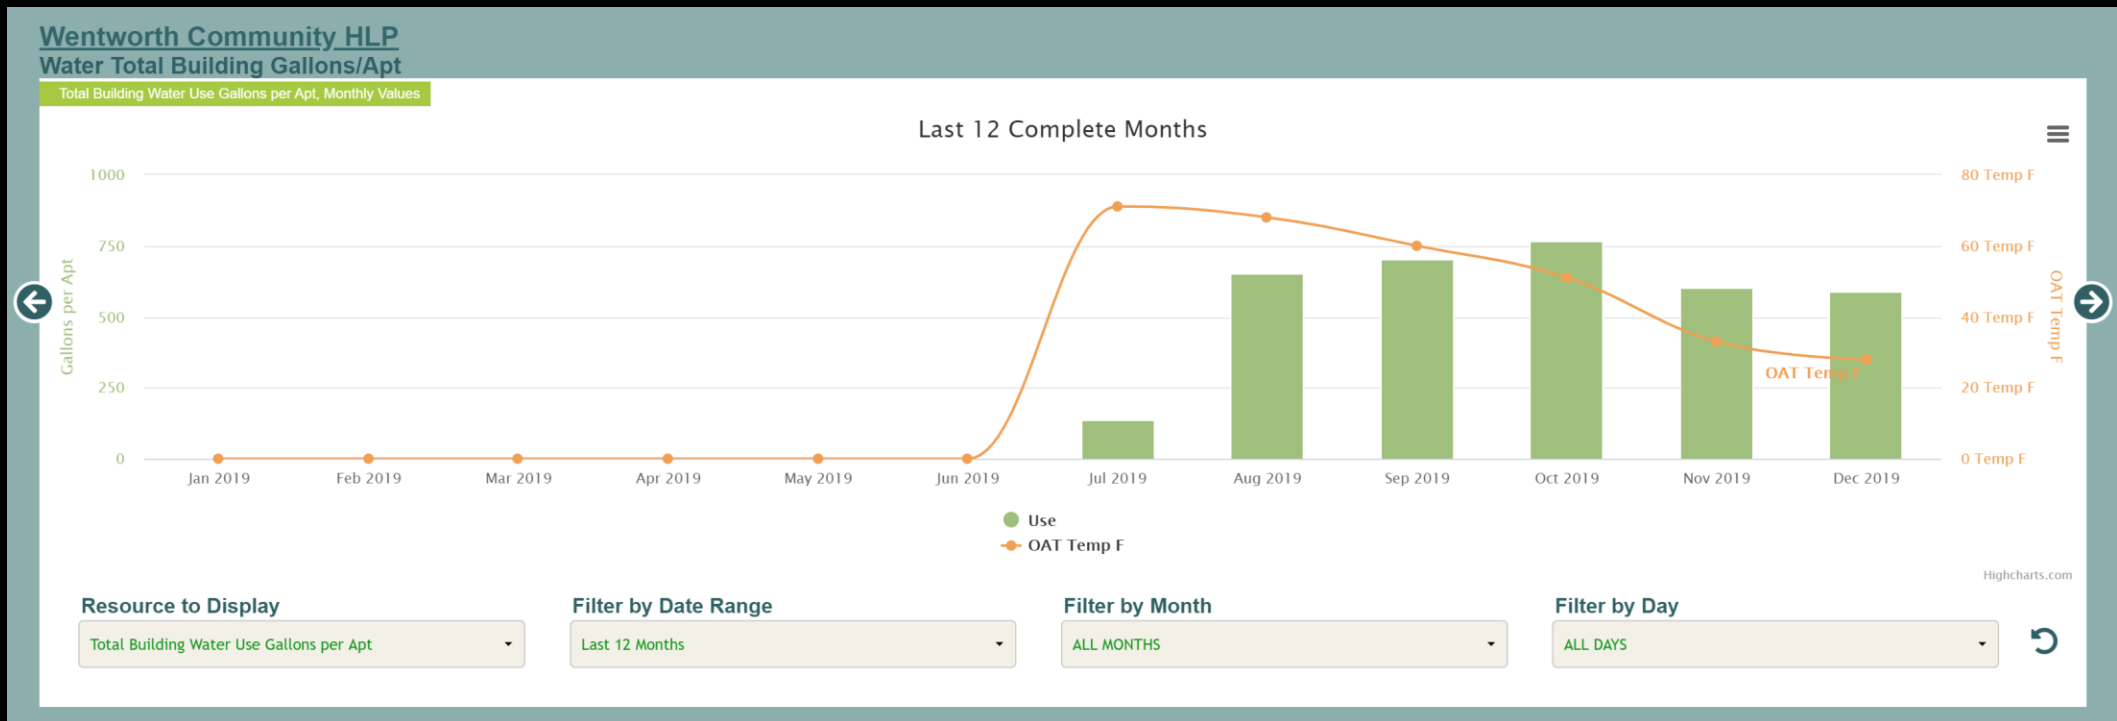 Wentworth Community HLP
Water Total Building Gallons/Apt
Total Building Water Use Gallons per Apt, Monthly Values
Last 12 Complete Months
Gallons per Apt
1000
750
500
250
0
80 Temp F
60 Temp F
40 Temp F
20 Temp F
0 Temp F
OAT Temp F
OAT Temp F
Jan 2019 Feb 2019 Mar 2019 Apr 2019 May 2019 Jun 2019 Jul 2019 Aug 2019 Sep 2019 Oct 2019 Nov 2019 Dec 2019
Use
OAT Temp F
Highcharts.com
Resource to Display Filter by Date Range Filter by Month Filter by Day
Total Building Water Use Gallons per Apt Last 12 Months ALL MONTHS ALL DAYS